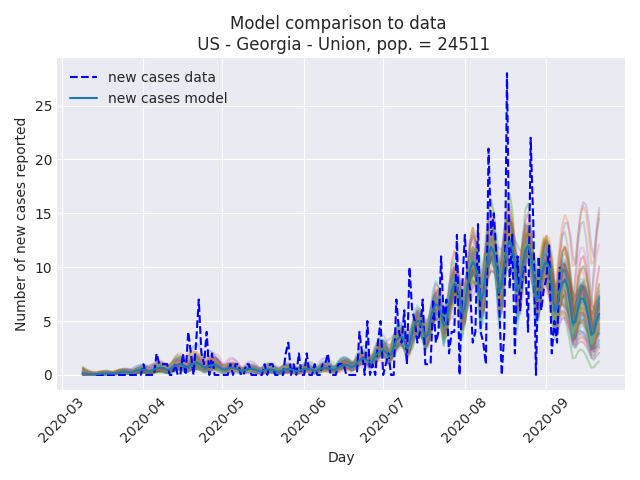 Model comparison to data
US - Georgia - Union, pop. = 24511
new cases data
new cases model
Number of new cases reported
25
20
15
10
5
0
2020-03
2020-04
2020-05
2020-06
2020-07
2020-08
2020-09
Day